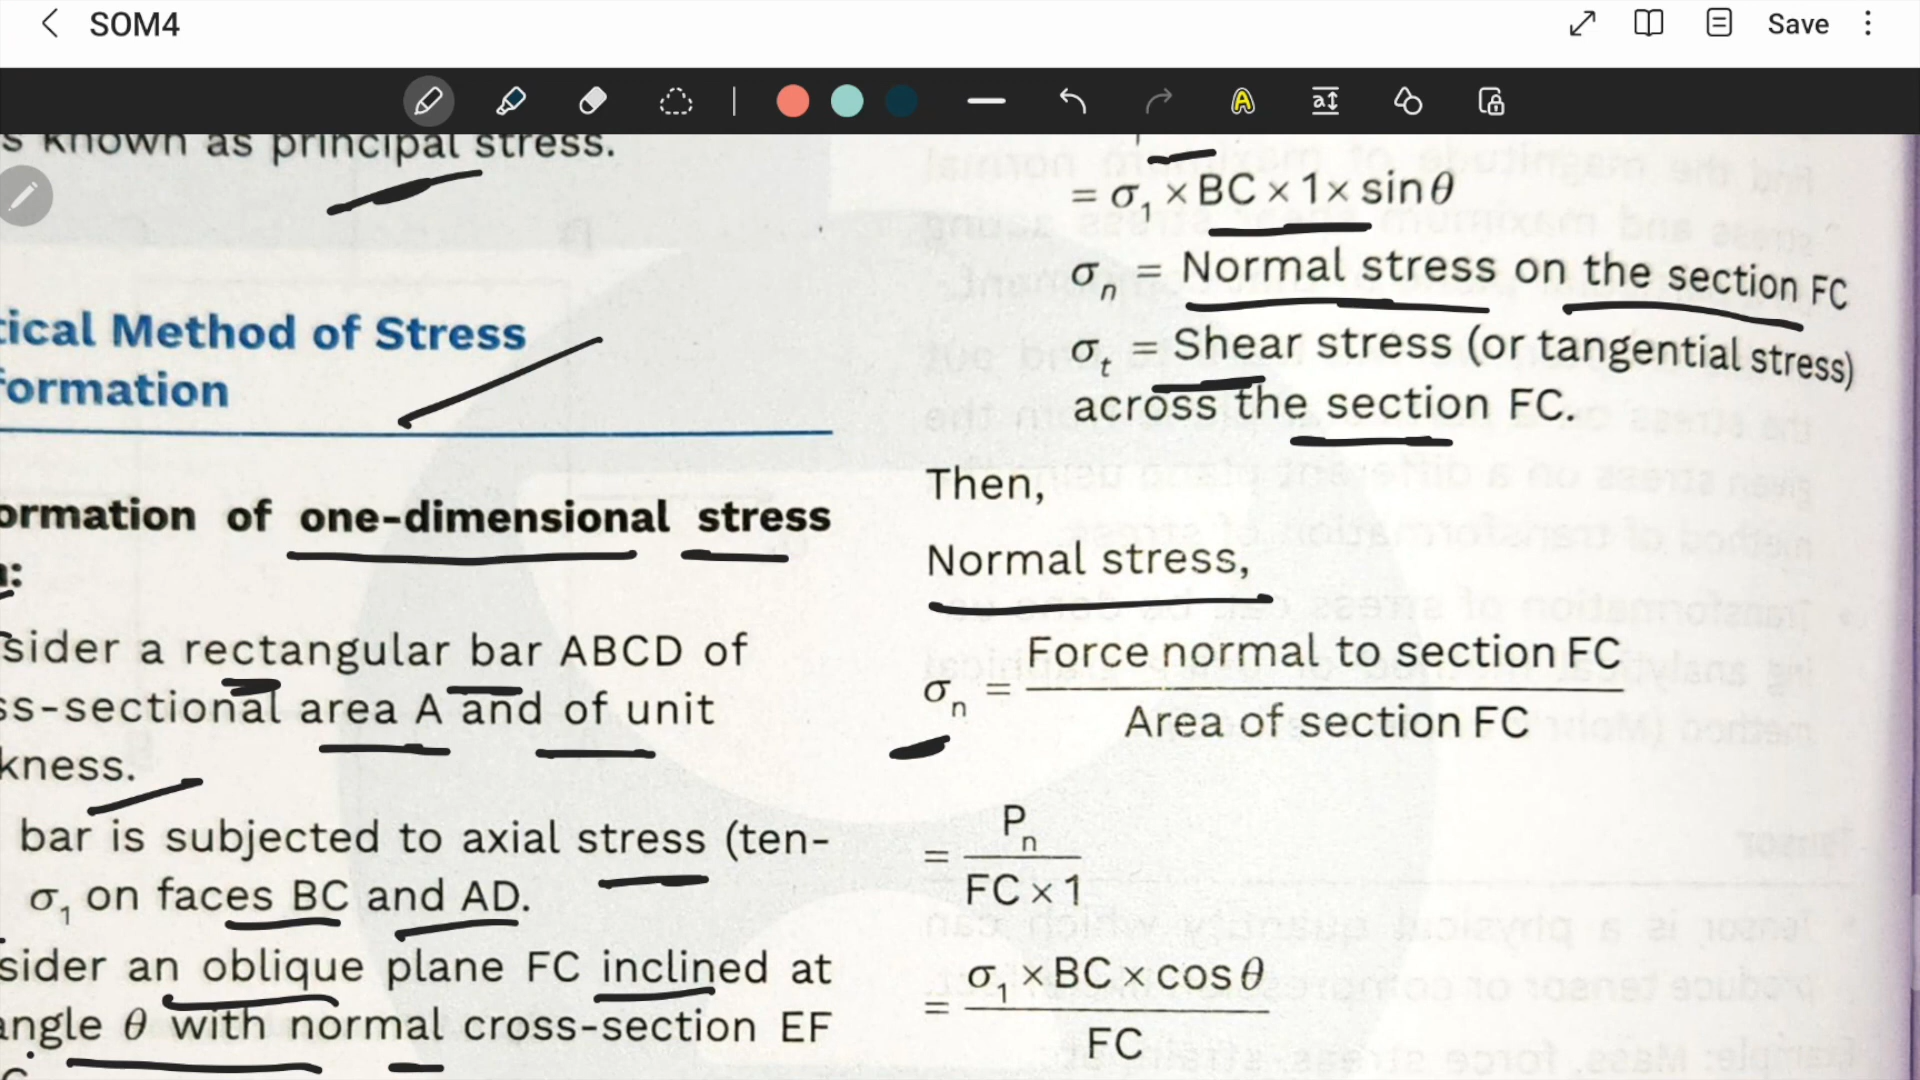 SOM4
Save
s known as principal stress.
tical Method of Stress
formation
ormation of one-dimensional stress
n:
sider a rectangular bar ABCD of
ss-sectional area A and of unit
kness.
bar is subjected to axial stress (ten-
σ₁ on faces BC and AD.
sider an oblique plane FC inclined at
angle θ with normal cross-section EF
= σ₁ × BC × 1 × sin θ
σₙ = Normal stress on the section FC
σₜ = Shear stress (or tangential stress)
across the section FC.
Then,
Normal stress,
σₙ = Force normal to section FC
Area of section FC
= Pₙ
FC × 1
= σ₁ × BC × cos θ
FC